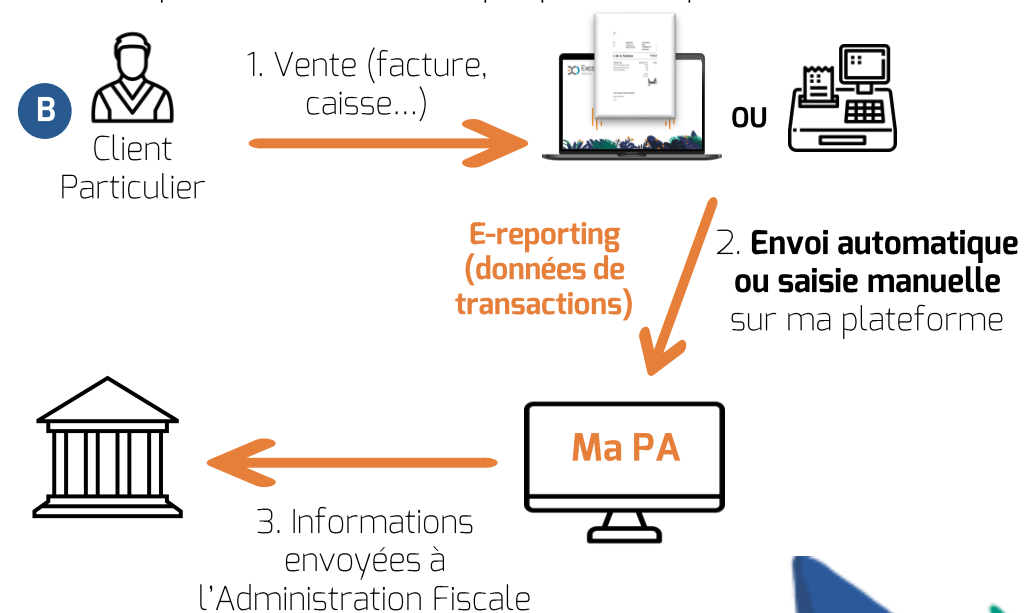 B
Client
Particulier
1. Vente (facture,
caisse...)
OU
E-reporting
(données de
transactions)
2. Envoi automatique
ou saisie manuelle
sur ma plateforme
Ma PA
3. Informations
envoyées à
l'Administration Fiscale